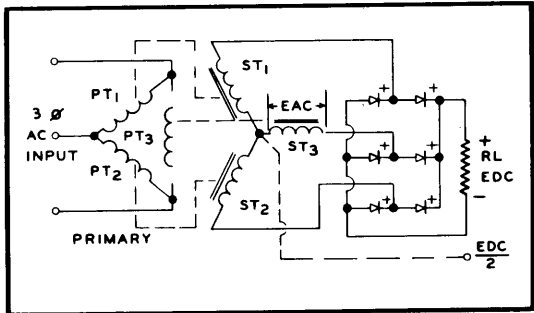 3 Ø
AC
INPUT
PT1
PT3
PT2
PRIMARY
ST1
EAC
ST3
ST2
+
+
+
+
+
+
+
RL
EDC
-
EDC
2